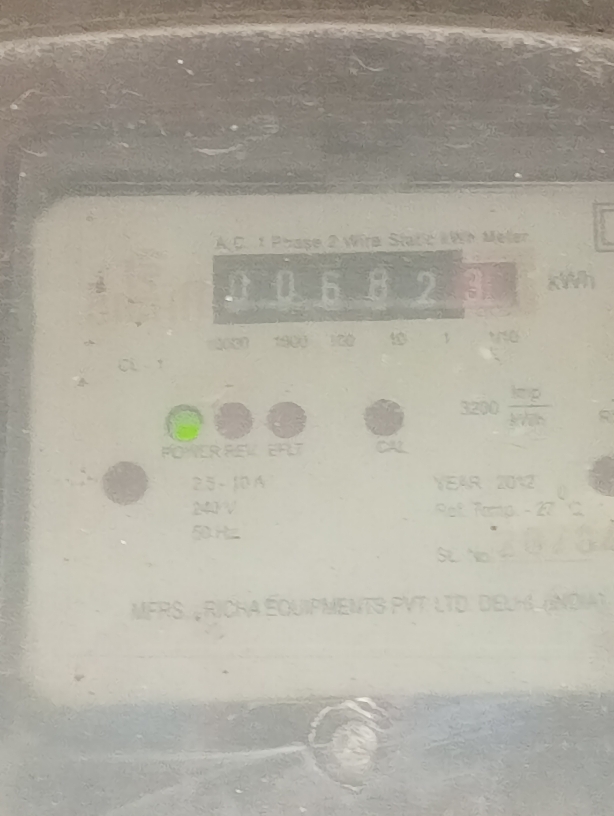 A.C. 1 Phase 2 Wire Static kWh Meter
0 0 6 8 2 3 kWh
10000 1000 100 10 1 1/10
CL. 1
3200 Imp/kWh
POWER REV EFLT CAL
2.5 - 10 A
240 V
50 Hz
YEAR 2012
Ref. Temp. - 27 °C
SL. No.
MFRS. : RICHA EQUIPMENTS PVT. LTD. DELHI (INDIA)